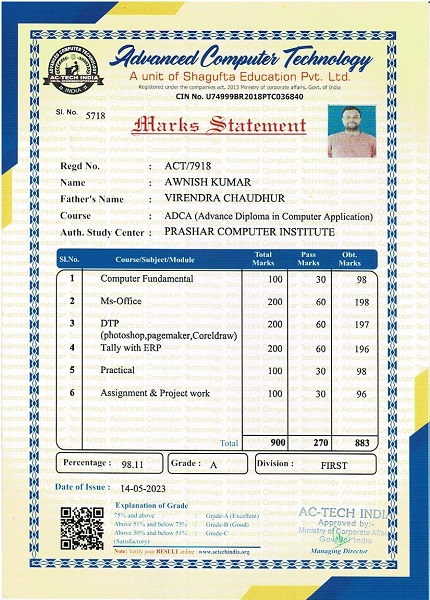 ADVANCED COMPUTER TECHNOLOGY
AC-TECH INDIA
INDIA
Advanced Computer Technology
A unit of Shagufta Education Pvt. Ltd.
Registered under the companies act, 2013 Ministry of corporate affairs, Govt. of India
CIN No. U74999BR2018PTC036840
Sl. No. 5718
Marks Statement
Regd No. : ACT/7918
Name : AWNISH KUMAR
Father's Name : VIRENDRA CHAUDHUR
Course : ADCA (Advance Diploma in Computer Application)
Auth. Study Center : PRASHAR COMPUTER INSTITUTE
Sl.No. Course/Subject/Module Total Marks Pass Marks Obt. Marks
1 Computer Fundamental 100 30 98
2 Ms-Office 200 60 198
3 DTP (photoshop,pagemaker,Coreldraw) 200 60 197
4 Tally with ERP 200 60 196
5 Practical 100 30 98
6 Assignment & Project work 100 30 96
Total 900 270 883
Percentage : 98.11 Grade : A Division : FIRST
Date of Issue : 14-05-2023
Explanation of Grade
75% and above Grade-A (Excellent)
Above 51% and below 75% Grade-B (Good)
Above 30% and below 51% Grade-C
(Satisfactory)
Note: Verify your RESULT online www.actechindia.org
AC-TECH INDIA
Approved by:-
Ministry of Corporate Affairs
Govt. of India
Managing Director